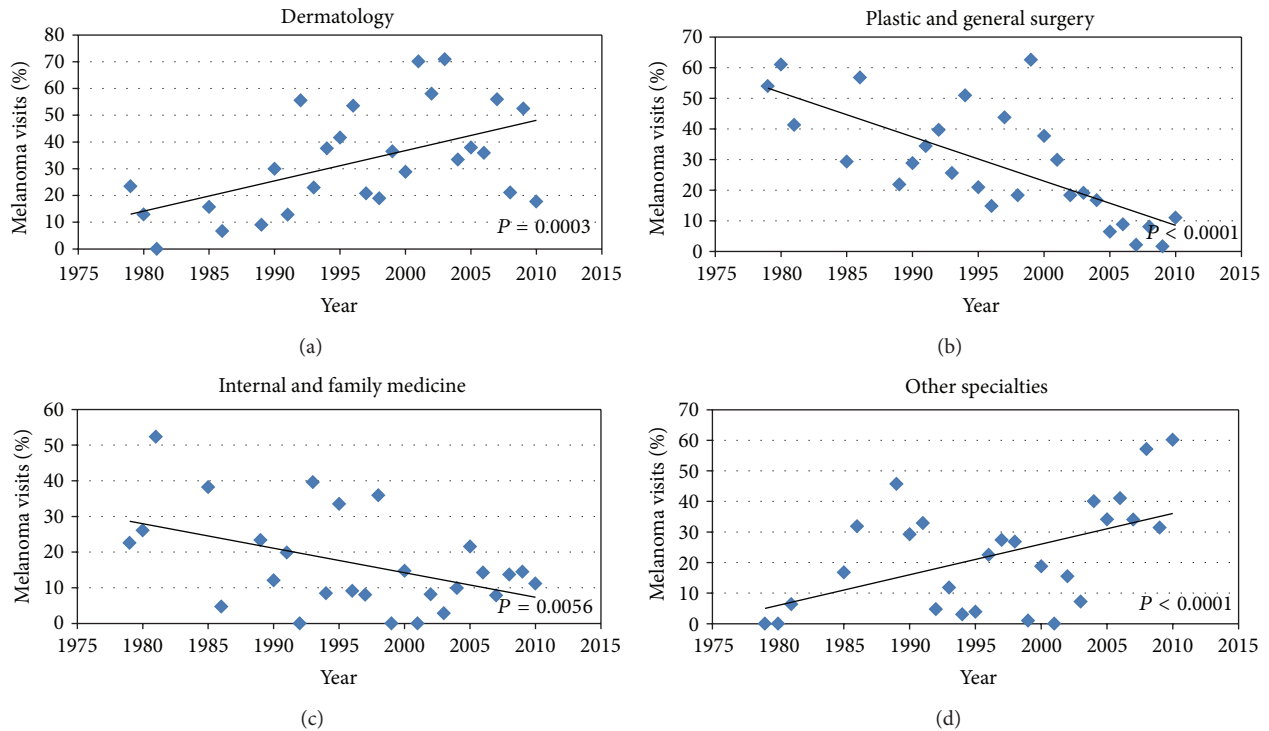 Dermatology
80
70
60
50
40
30
20
10
0
Melanoma visits (%)
P = 0.0003
1975 1980 1985 1990 1995 2000 2005 2010 2015
Year
(a)
Plastic and general surgery
70
60
50
40
30
20
10
0
Melanoma visits (%)
P < 0.0001
1975 1980 1985 1990 1995 2000 2005 2010 2015
Year
(b)
Internal and family medicine
60
50
40
30
20
10
0
Melanoma visits (%)
P = 0.0056
1975 1980 1985 1990 1995 2000 2005 2010 2015
Year
(c)
Other specialties
70
60
50
40
30
20
10
0
Melanoma visits (%)
P < 0.0001
1975 1980 1985 1990 1995 2000 2005 2010 2015
Year
(d)